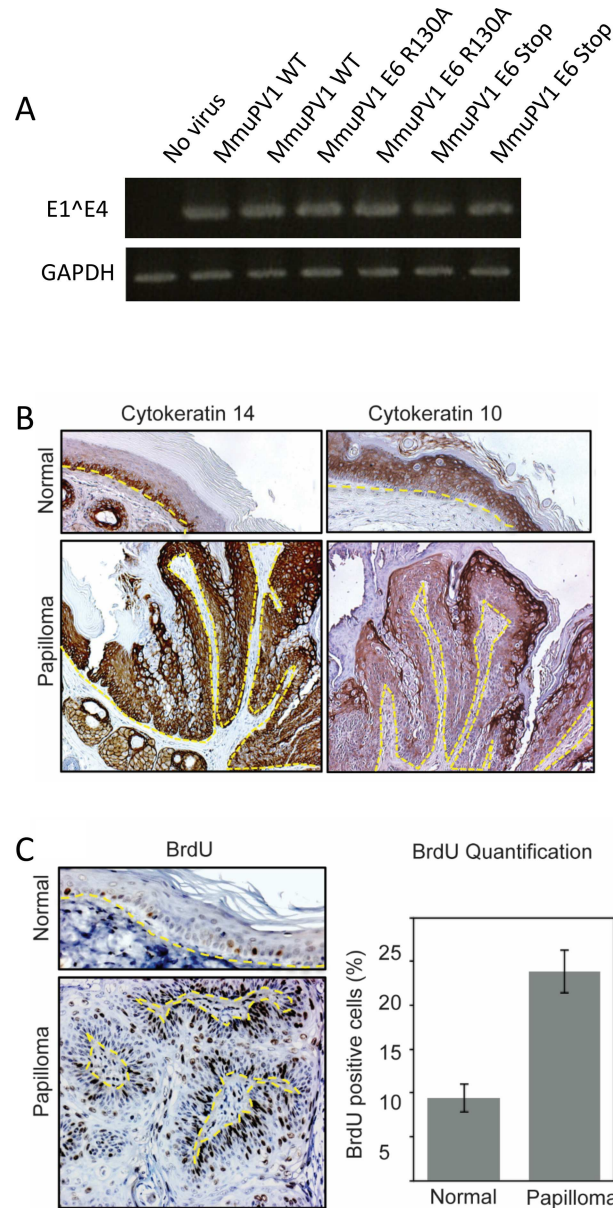 A
No virus
MmuPV1 WT
MmuPV1 WT
MmuPV1 E6 R130A
MmuPV1 E6 R130A
MmuPV1 E6 Stop
MmuPV1 E6 Stop
E1^E4
GAPDH
B
Cytokeratin 14
Cytokeratin 10
Normal
Papilloma
C
BrdU
BrdU Quantification
Normal
Papilloma
BrdU positive cells (%)
25
20
15
10
5
Normal
Papilloma